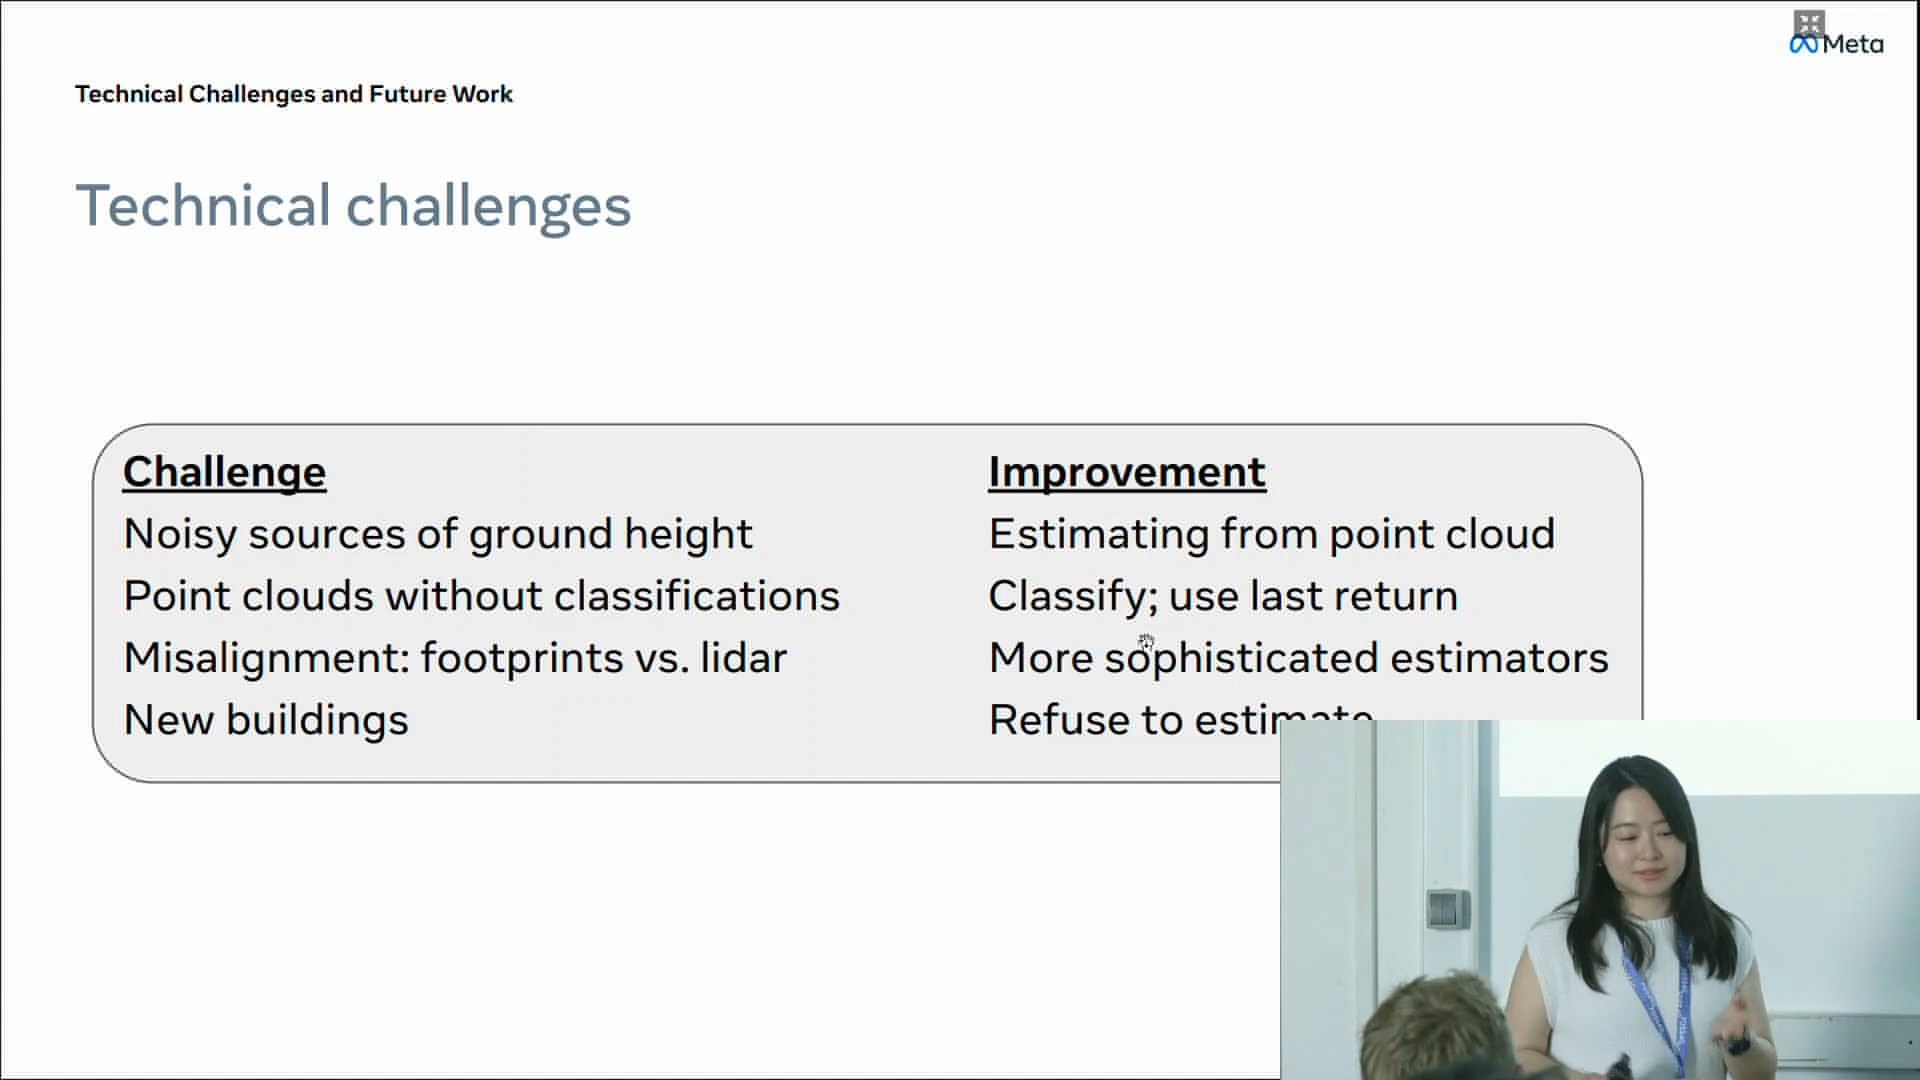 Meta
Technical Challenges and Future Work
Technical challenges
Challenge
Improvement
Noisy sources of ground height
Estimating from point cloud
Point clouds without classifications
Classify; use last return
Misalignment: footprints vs. lidar
More sophisticated estimators
New buildings
Refuse to estimate